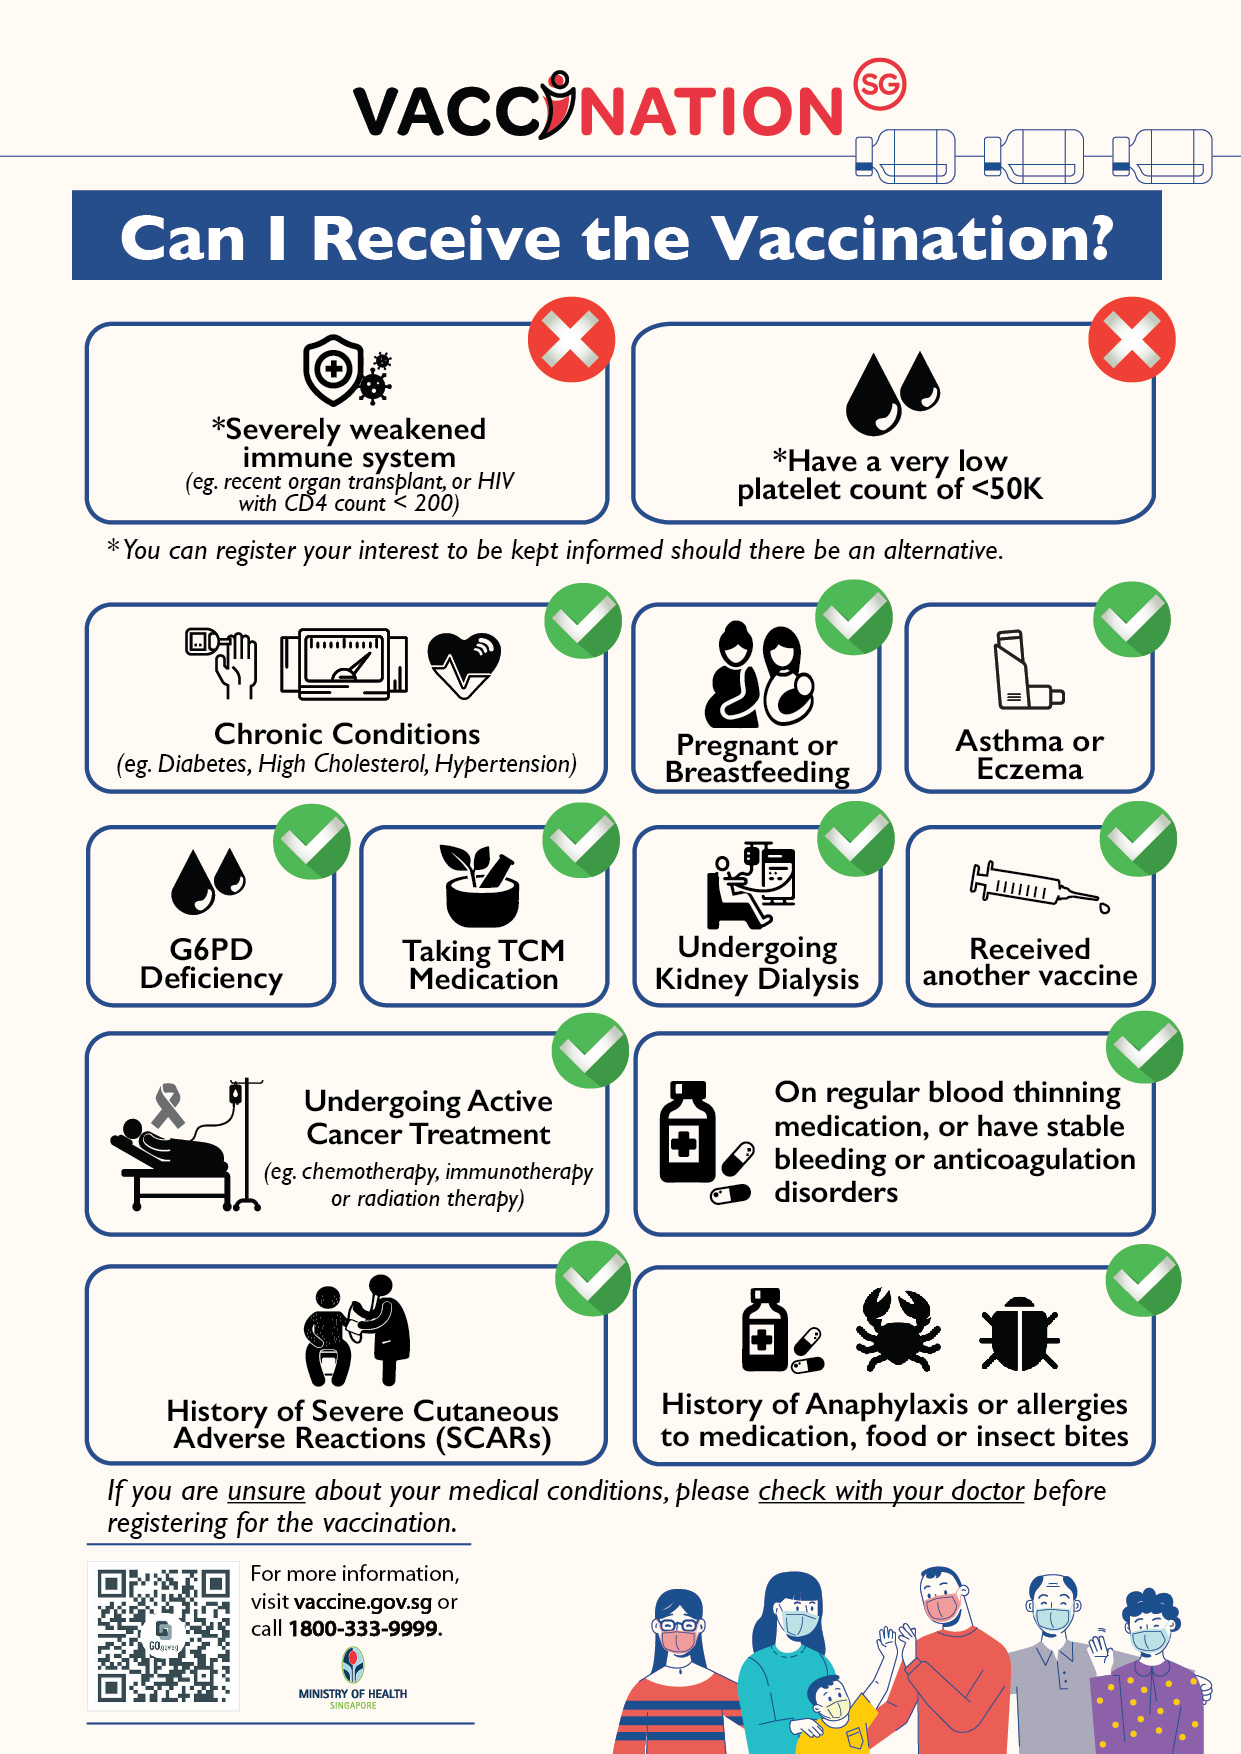 VACCINATION SG
Can I Receive the Vaccination?
*Severely weakened
immune system
(eg. recent organ transplant, or HIV
with CD4 count < 200)
*Have a very low
platelet count of <50K
*You can register your interest to be kept informed should there be an alternative.
Chronic Conditions
(eg. Diabetes, High Cholesterol, Hypertension)
Pregnant or
Breastfeeding
Asthma or
Eczema
G6PD
Deficiency
Taking TCM
Medication
Undergoing
Kidney Dialysis
Received
another vaccine
Undergoing Active
Cancer Treatment
(eg. chemotherapy, immunotherapy
or radiation therapy)
On regular blood thinning
medication, or have stable
bleeding or anticoagulation
disorders
History of Severe Cutaneous
Adverse Reactions (SCARs)
History of Anaphylaxis or allergies
to medication, food or insect bites
If you are unsure about your medical conditions, please check with your doctor before
registering for the vaccination.
GO.gov.sg
For more information,
visit vaccine.gov.sg or
call 1800-333-9999.
MINISTRY OF HEALTH
SINGAPORE